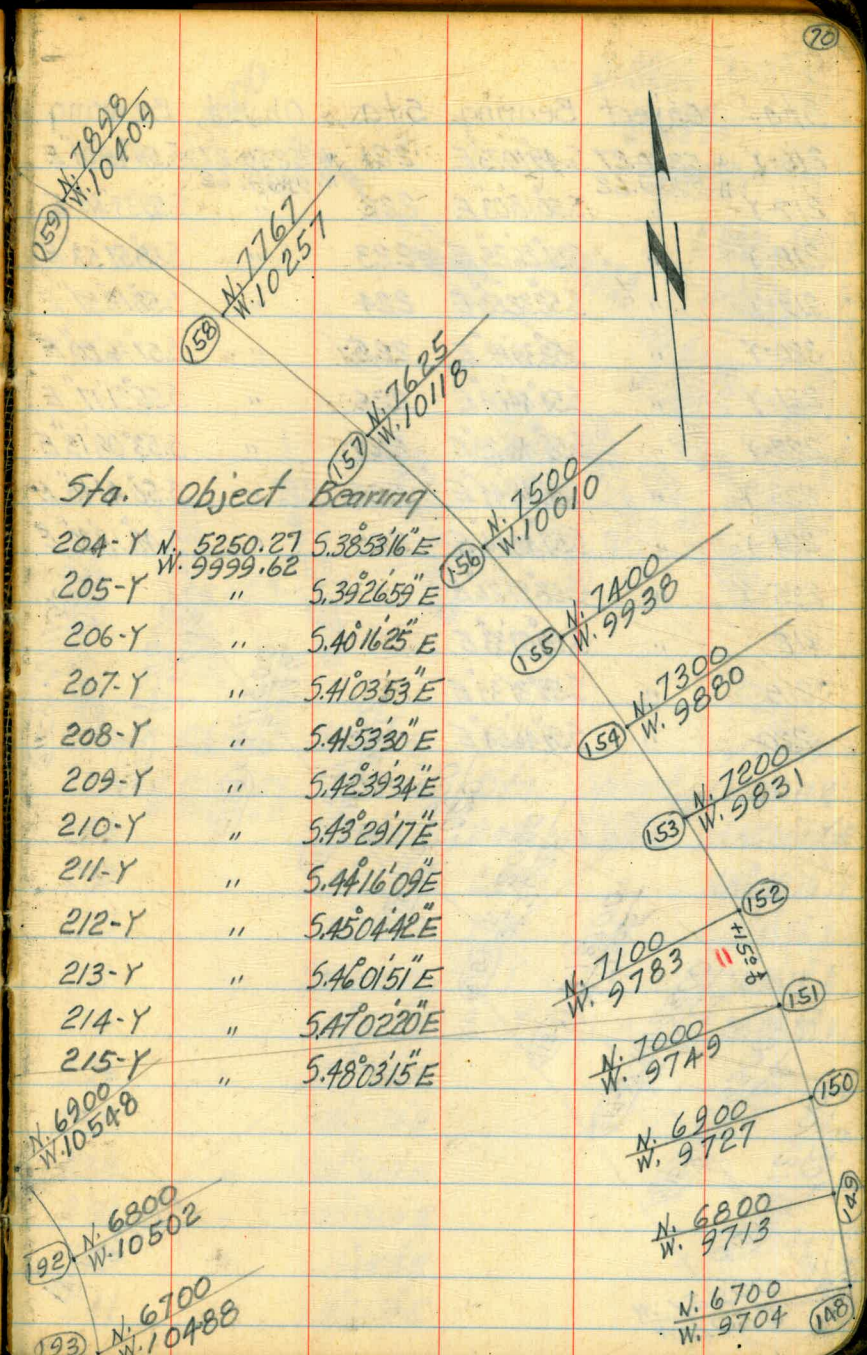 70
159 N. 7898
W. 10409
158 N. 7767
W. 10257
157 N. 7625
W. 10118
N
156 N. 7500
W. 10010
155 N. 7400
W. 9938
154 N. 7300
W. 9880
153 N. 7200
W. 9831
Sta. Object Bearing
204-Y N. 5250.27 S.38°53'16"E
W. 9999.62
205-Y " S.39°26'59"E
206-Y " S.40°16'25"E
207-Y " S.41°03'53"E
208-Y " S.41°53'30"E
209-Y " S.42°39'34"E
210-Y " S.43°29'17"E
211-Y " S.44°16'09"E
212-Y " S.45°04'42"E
213-Y " S.46°01'51"E
214-Y " S.47°02'20"E
215-Y " S.48°03'15"E
152
N. 7100
W. 9783
151
N. 7000
W. 9749
150
N. 6900
W. 9727
149
N. 6800
W. 9713
148
N. 6700
W. 9704
N. 6900
W. 10548
192 N. 6800
W. 10502
193 N. 6700
W. 10488